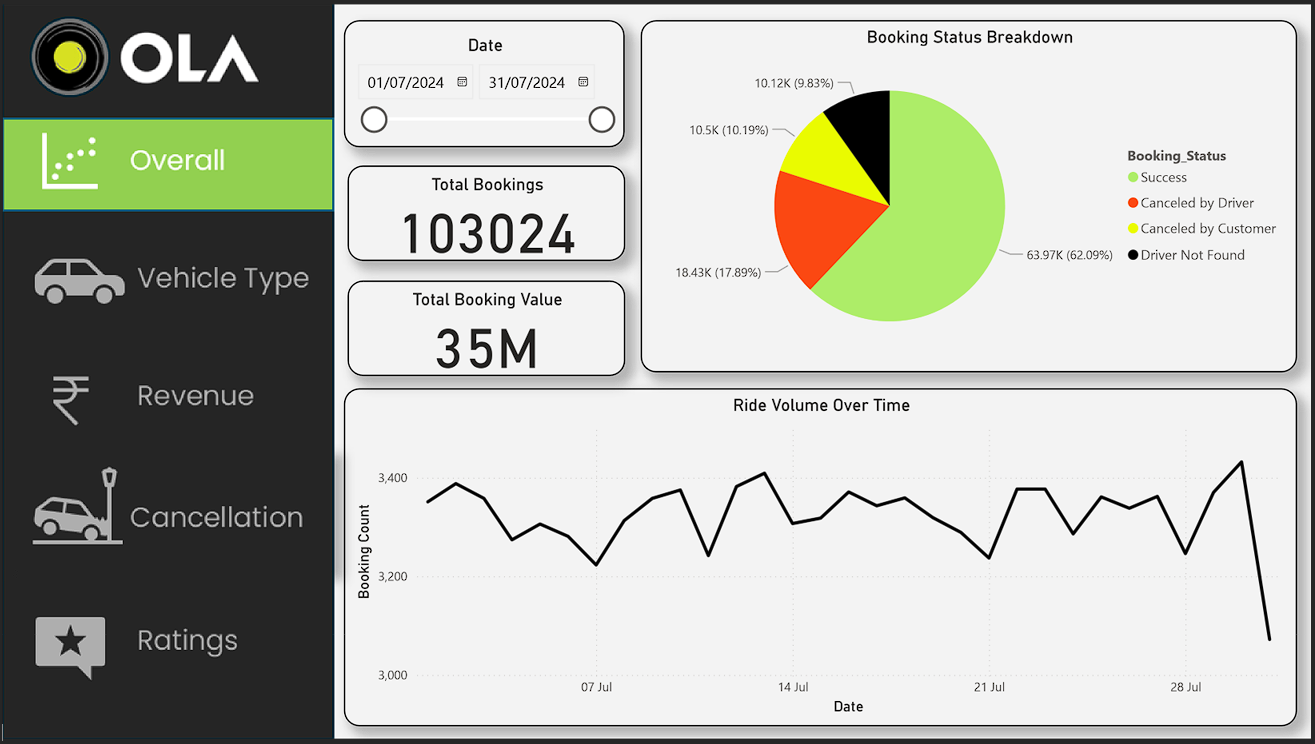 OLA
Overall
Vehicle Type
Revenue
Cancellation
Ratings
Date
01/07/2024
31/07/2024
Total Bookings
103024
Total Booking Value
35M
Booking Status Breakdown
10.12K (9.83%)
10.5K (10.19%)
18.43K (17.89%)
63.97K (62.09%)
Booking_Status
Success
Canceled by Driver
Canceled by Customer
Driver Not Found
Ride Volume Over Time
Booking Count
3,400
3,200
3,000
07 Jul
14 Jul
21 Jul
28 Jul
Date